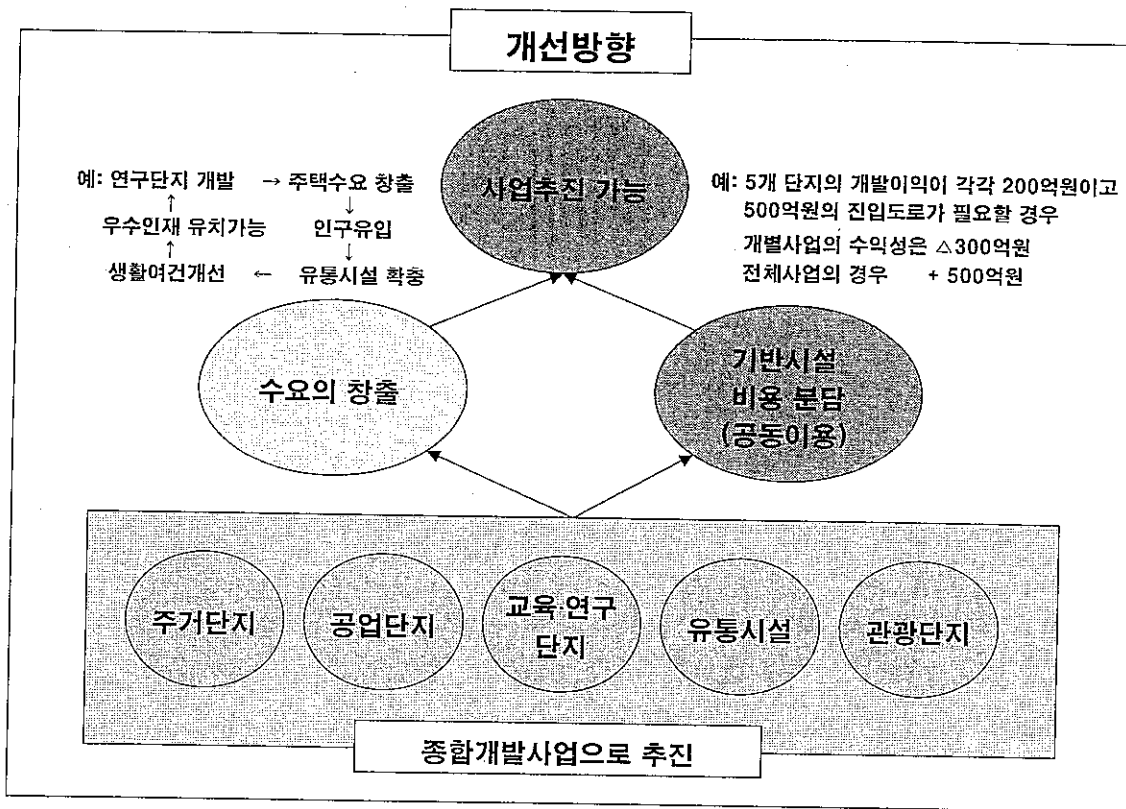 개선방향
사업추진 가능
예: 연구단지 개발 → 주택수요 창출
↑ ↓
우수인재 유치가능 인구유입
↑ ↓
생활여건개선 ← 유통시설 확충
예: 5개 단지의 개발이익이 각각 200억원이고
500억원의 진입도로가 필요할 경우
개별사업의 수익성은 △300억원
전체사업의 경우 + 500억원
수요의 창출
기반시설
비용 분담
(공동이용)
주거단지
공업단지
교육 연구
단지
유통시설
관광단지
종합개발사업으로 추진